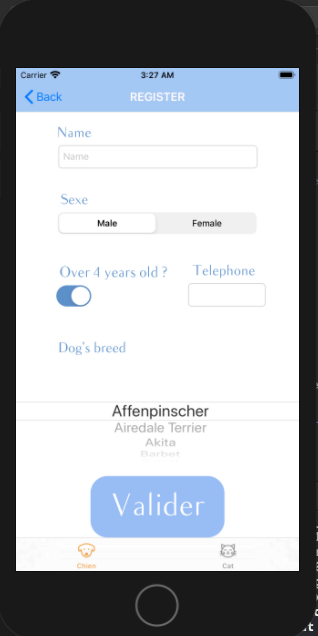 Carrier 3:27 AM
Back REGISTER
Name
Name
Sexe
Male Female
Over 4 years old ? Telephone
Dog's breed
Affenpinscher
Airedale Terrier
Akita
Barbet
Valider
Chien Cat